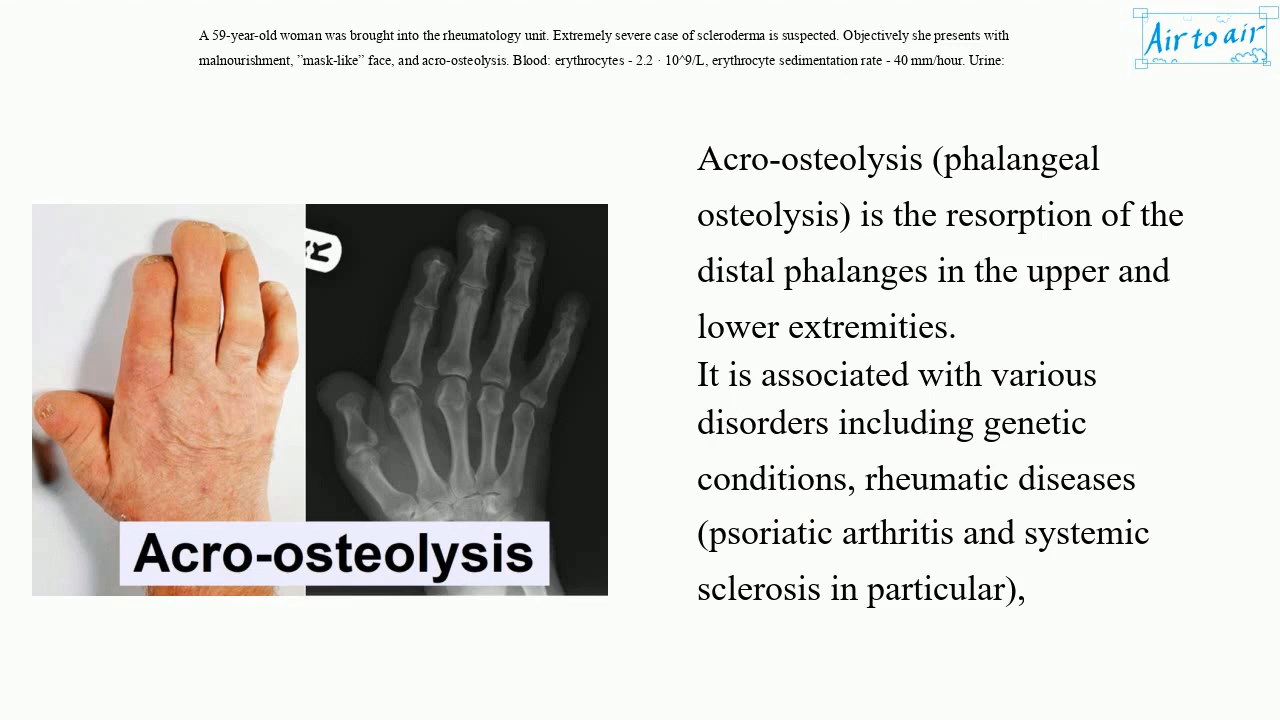 A 59-year-old woman was brought into the rheumatology unit. Extremely severe case of scleroderma is suspected. Objectively she presents with
malnourishment, ”mask-like” face, and acro-osteolysis. Blood: erythrocytes - 2.2 · 10^9/L, erythrocyte sedimentation rate - 40 mm/hour. Urine:
Air to air
Acro-osteolysis (phalangeal
osteolysis) is the resorption of the
distal phalanges in the upper and
lower extremities.
It is associated with various
disorders including genetic
conditions, rheumatic diseases
(psoriatic arthritis and systemic
sclerosis in particular),
R
Acro-osteolysis